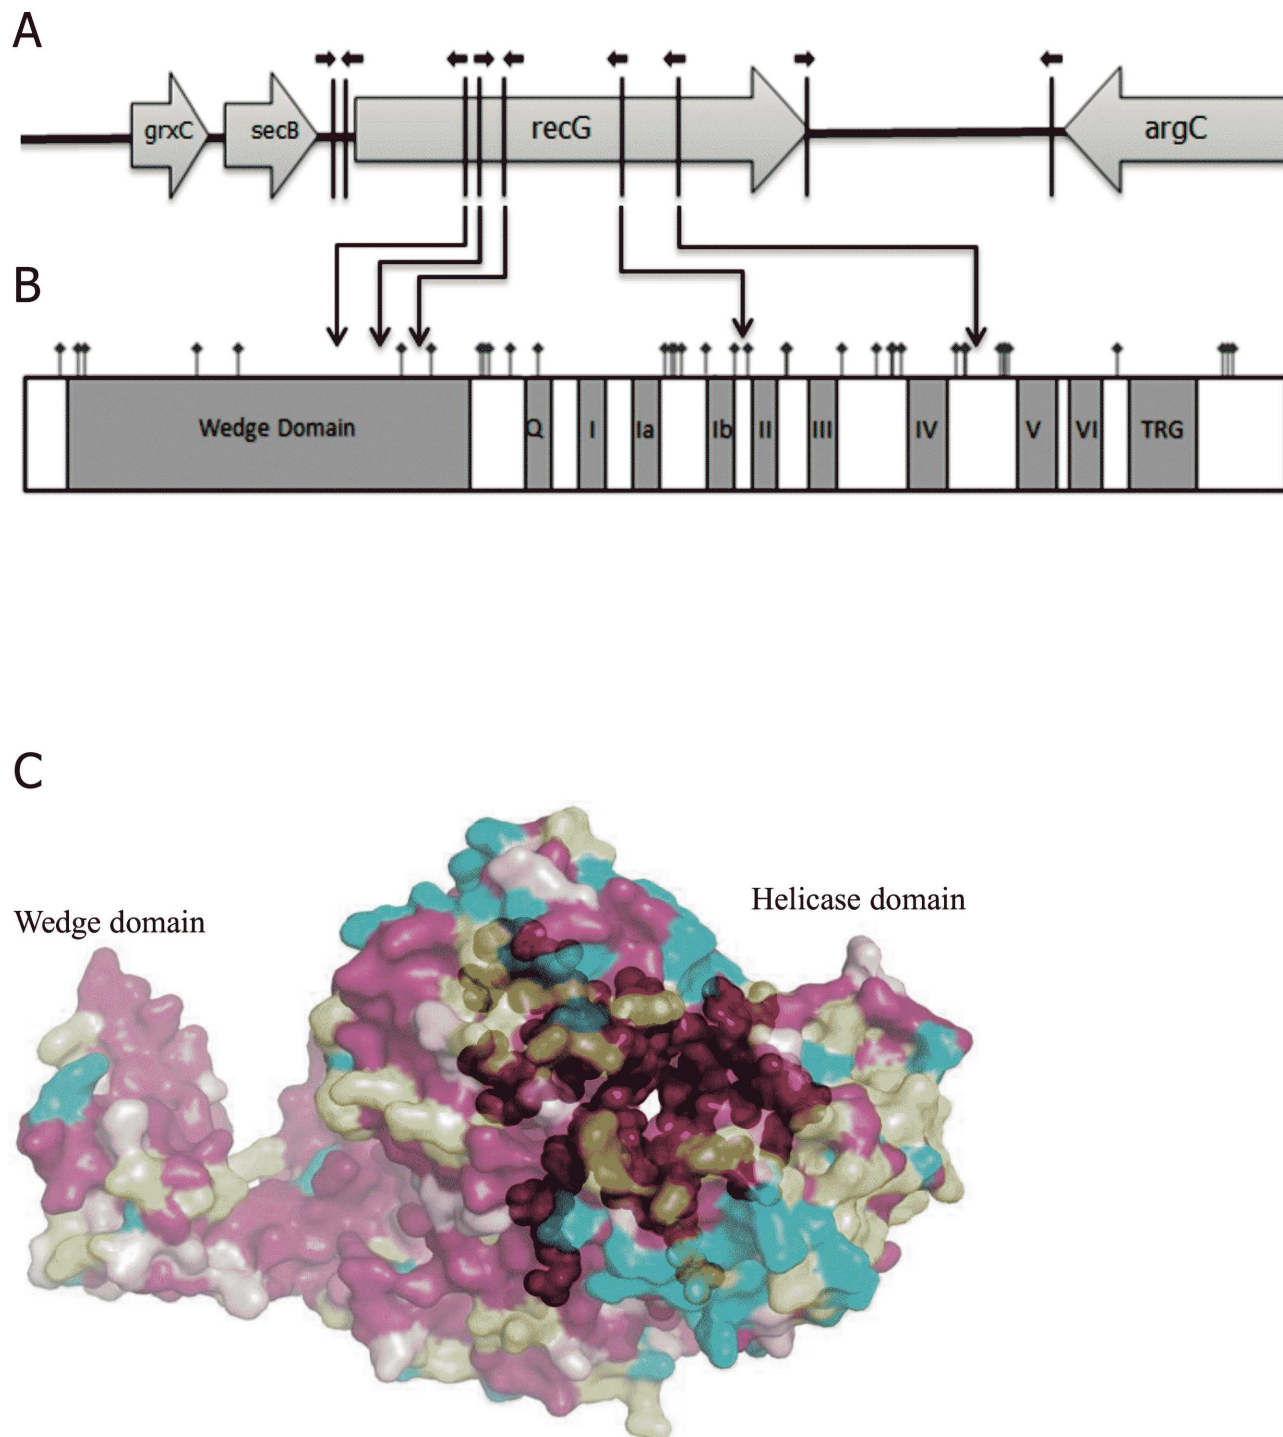 A
grxC secB recG argC
B
Wedge Domain Q I Ia Ib II III IV V VI TRG
C
Wedge domain Helicase domain